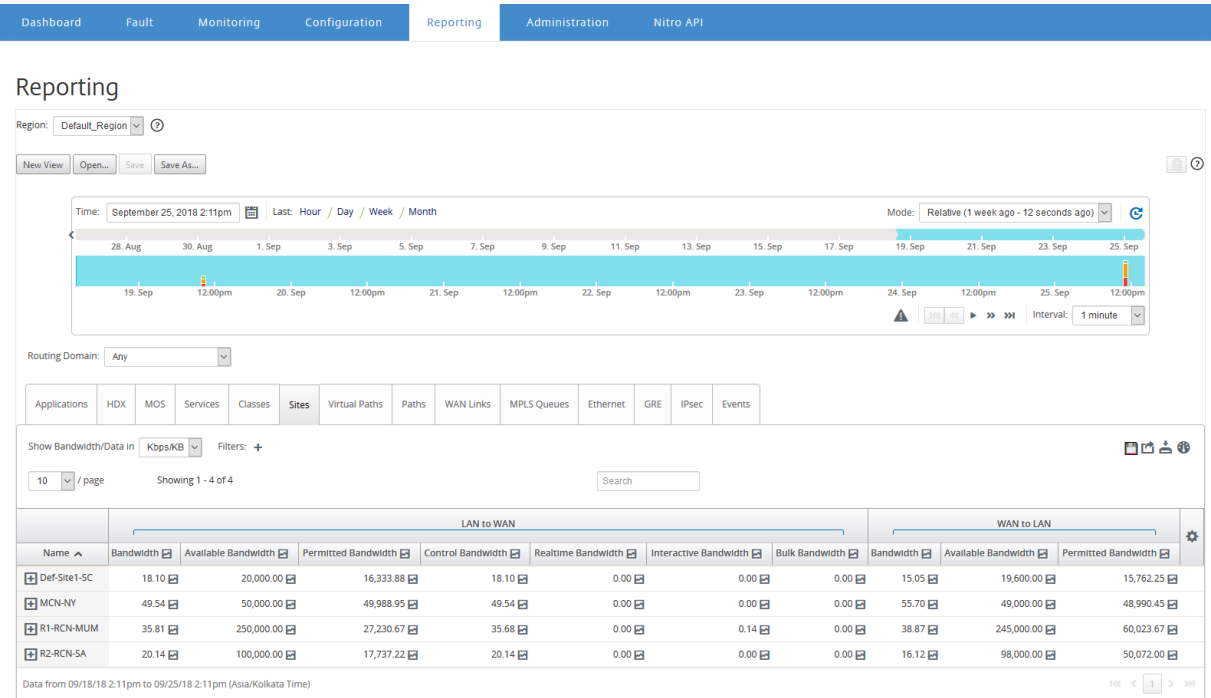 Dashboard Fault Monitoring Configuration Reporting Administration Nitro API
Reporting
Region: Default_Region ?
New View Open... Save Save As... ?
Time: September 25, 2018 2:11pm Last: Hour / Day / Week / Month Mode: Relative (1 week ago - 12 seconds ago)
28. Aug 30. Aug 1. Sep 3. Sep 5. Sep 7. Sep 9. Sep 11. Sep 13. Sep 15. Sep 17. Sep 19. Sep 21. Sep 23. Sep 25. Sep
19. Sep 12:00pm 20. Sep 12:00pm 21. Sep 12:00pm 22. Sep 12:00pm 23. Sep 12:00pm 24. Sep 12:00pm 25. Sep 12:00pm
Interval: 1 minute
Routing Domain: Any
Applications HDX MOS Services Classes Sites Virtual Paths Paths WAN Links MPLS Queues Ethernet GRE IPsec Events
Show Bandwidth/Data in Kbps/KB Filters: +
10 / page Showing 1 - 4 of 4 Search
LAN to WAN WAN to LAN
Name Bandwidth Available Bandwidth Permitted Bandwidth Control Bandwidth Realtime Bandwidth Interactive Bandwidth Bulk Bandwidth Bandwidth Available Bandwidth Permitted Bandwidth
Def-Site1-SC 18.10 20,000.00 16,333.88 18.10 0.00 0.00 0.00 15.05 19,600.00 15,762.25
MCN-NY 49.54 50,000.00 49,988.95 49.54 0.00 0.00 0.00 55.70 49,000.00 48,990.45
R1-RCN-MUM 35.81 250,000.00 27,230.67 35.68 0.00 0.14 0.00 38.87 245,000.00 60,023.67
R2-RCN-SA 20.14 100,000.00 17,737.22 20.14 0.00 0.00 0.00 16.12 98,000.00 50,072.00
Data from 09/18/18 2:11pm to 09/25/18 2:11pm (Asia/Kolkata Time) 1